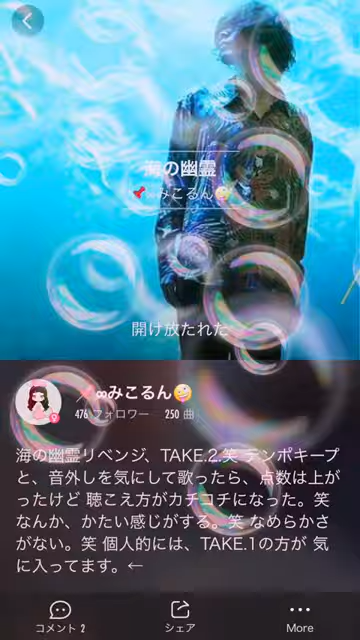 海の幽霊
📌∞みこるん🤪
開け放たれた
📌∞みこるん🤪
476 フォロワー 250 曲
海の幽霊リベンジ、TAKE.2.笑 テンポキープ
と、音外しを気にして歌ったら、点数は上が
ったけど 聴こえ方がカチコチになった。笑
なんか、かたい感じがする。笑 なめらかさ
がない。笑 個人的には、TAKE.1の方が 気
に入ってます。←
コメント 2
シェア
More